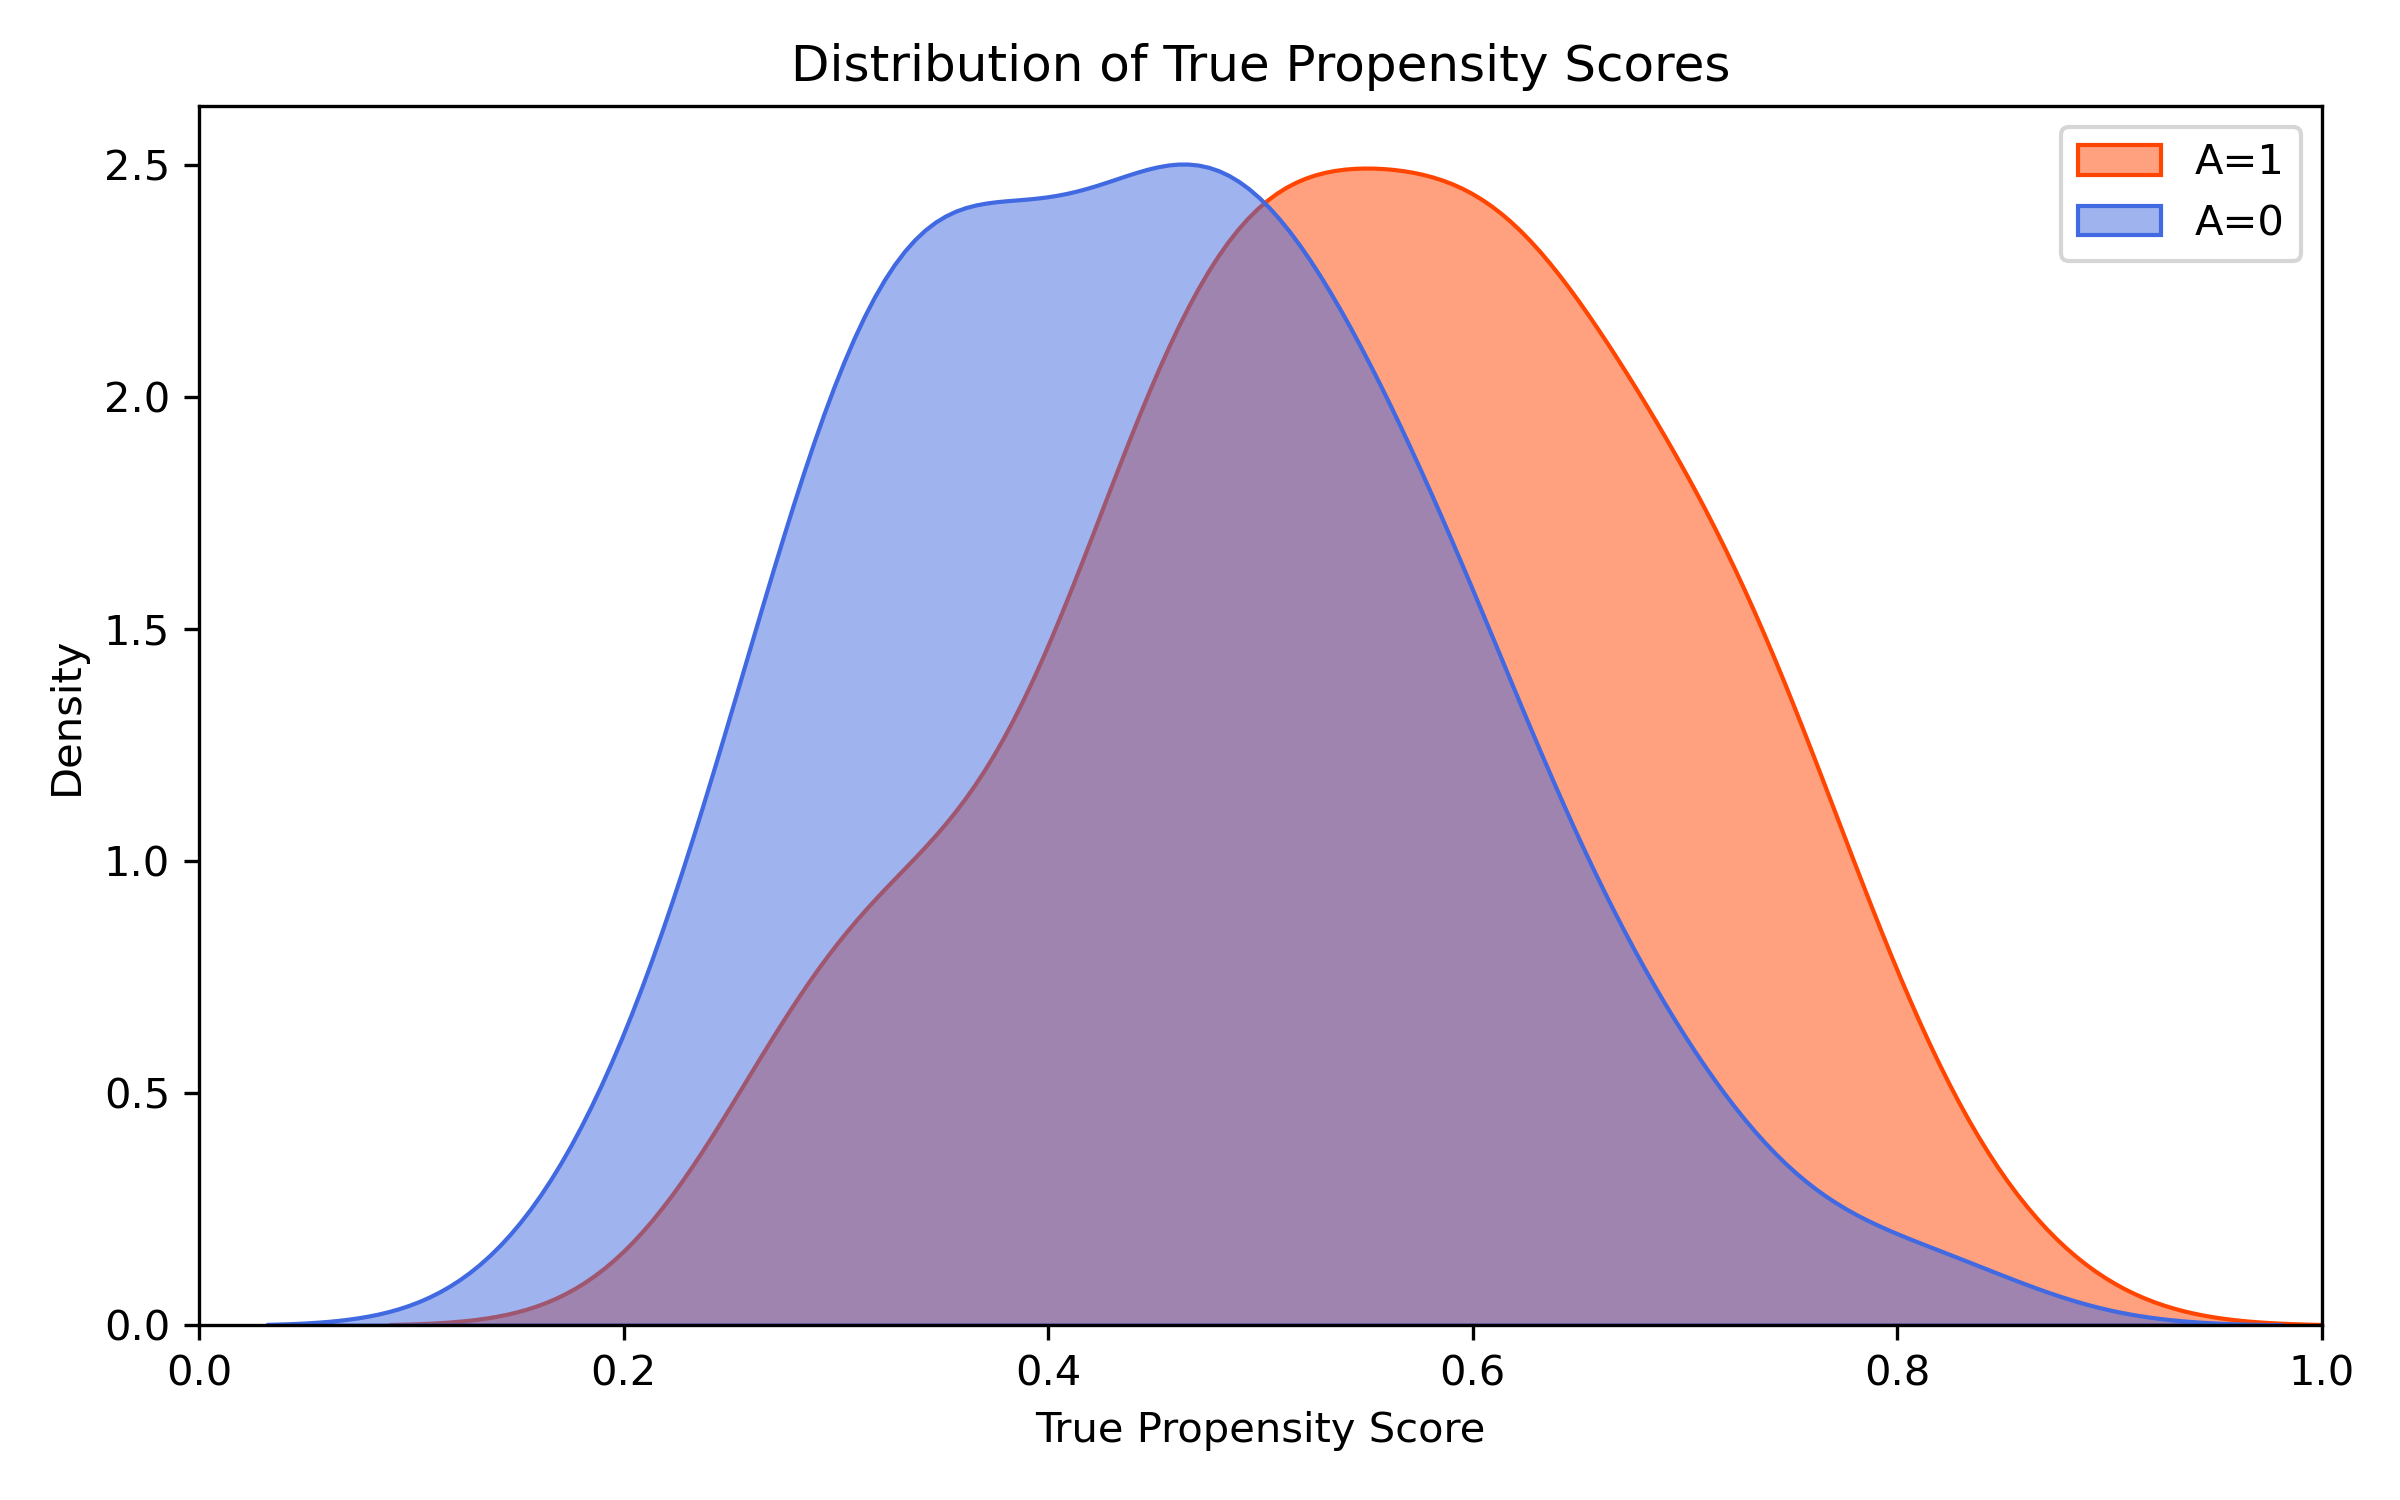 Distribution of True Propensity Scores
A=1
A=0
Density
2.5
2.0
1.5
1.0
0.5
0.0
0.0 0.2 0.4 0.6 0.8 1.0
True Propensity Score